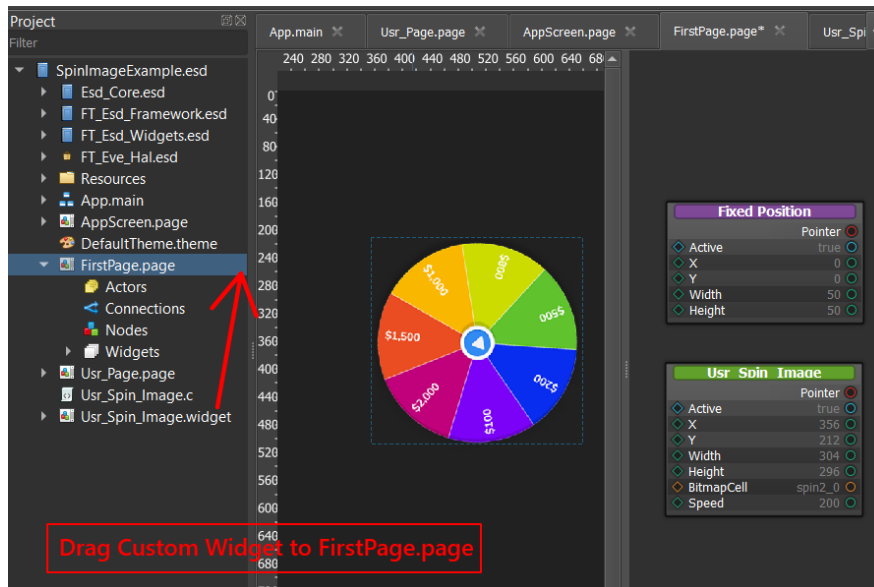 Project
Filter
SpinImageExample.esd
Esd_Core.esd
FT_Esd_Framework.esd
FT_Esd_Widgets.esd
FT_Eve_Hal.esd
Resources
App.main
AppScreen.page
DefaultTheme.theme
FirstPage.page
Actors
Connections
Nodes
Widgets
Usr_Page.page
Usr_Spin_Image.c
Usr_Spin_Image.widget
App.main
Usr_Page.page
AppScreen.page
FirstPage.page*
Usr_Spi
240 280 320 360 400 440 480 520 560 600 640 68
0
40
80
120
160
200
240
280
320
360
400
440
480
520
560
600
640
680
$1,000
$500
$500
$200
$100
$2,000
$1,500
Fixed Position
Pointer
Active true
X 0
Y 0
Width 50
Height 50
Usr_Spin_Image
Pointer
Active true
X 356
Y 212
Width 304
Height 296
BitmapCell spin2_0
Speed 200
Drag Custom Widget to FirstPage.page